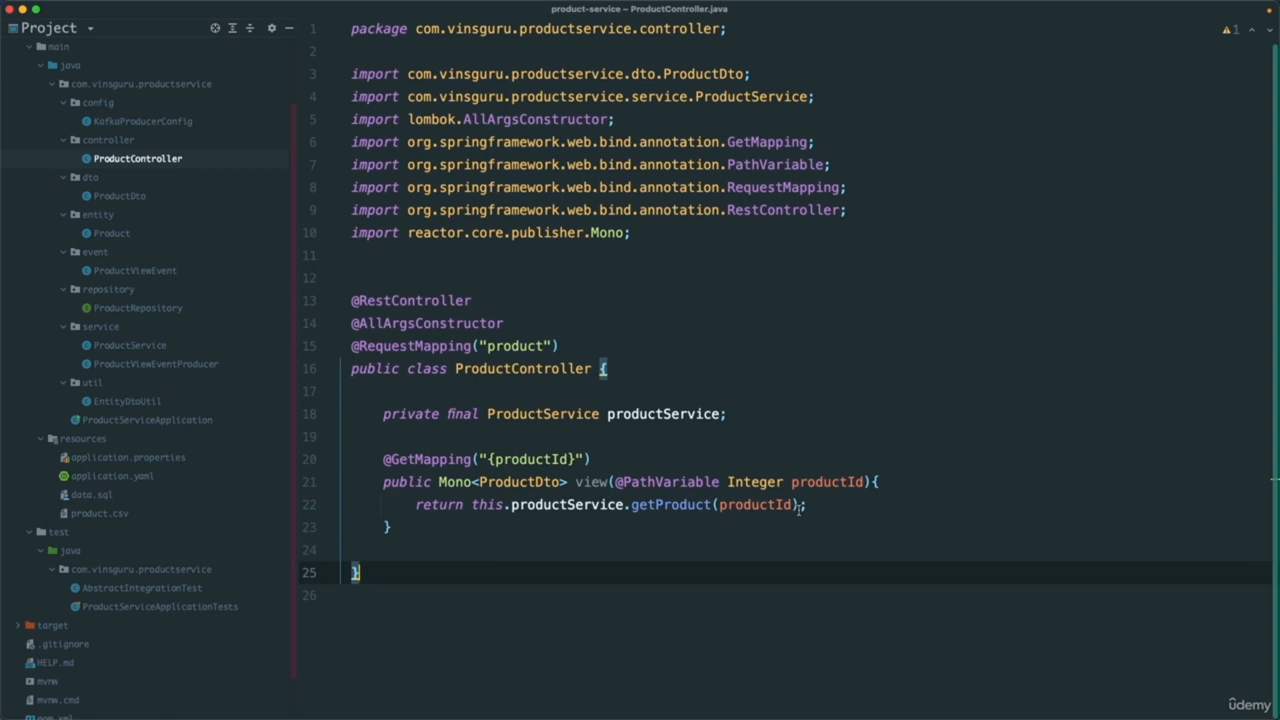 product-service – ProductController.java
Project
main
java
com.vinsguru.productservice
config
KafkaProducerConfig
controller
ProductController
dto
ProductDto
entity
Product
event
ProductViewEvent
repository
ProductRepository
service
ProductService
ProductViewEventProducer
util
EntityDtoUtil
ProductServiceApplication
resources
application.properties
application.yaml
data.sql
product.csv
test
java
com.vinsguru.productservice
AbstractIntegrationTest
ProductServiceApplicationTests
target
.gitignore
HELP.md
mvnw
mvnw.cmd
pom.xml
1 package com.vinsguru.productservice.controller;
2
3 import com.vinsguru.productservice.dto.ProductDto;
4 import com.vinsguru.productservice.service.ProductService;
5 import lombok.AllArgsConstructor;
6 import org.springframework.web.bind.annotation.GetMapping;
7 import org.springframework.web.bind.annotation.PathVariable;
8 import org.springframework.web.bind.annotation.RequestMapping;
9 import org.springframework.web.bind.annotation.RestController;
10 import reactor.core.publisher.Mono;
11
12
13 @RestController
14 @AllArgsConstructor
15 @RequestMapping("product")
16 public class ProductController {
17
18 private final ProductService productService;
19
20 @GetMapping("{productId}")
21 public Mono<ProductDto> view(@PathVariable Integer productId){
22 return this.productService.getProduct(productId);
23 }
24
25 }
26
1
ûdemy